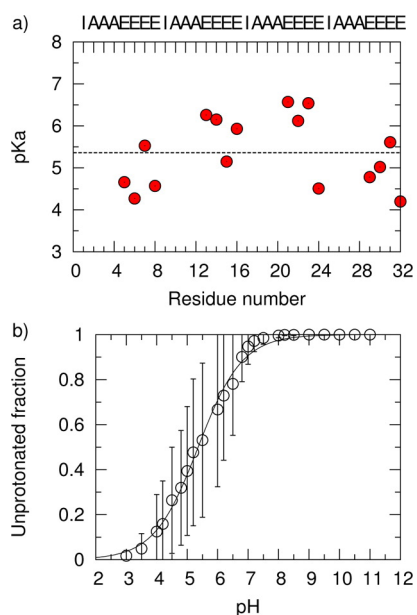 a) IAAAEEEEIAAAEEEEIAAAEEEEIAAAEEEE
8
7
6
5
4
3
pKa
0 4 8 12 16 20 24 28 32
Residue number
b)
1
0.8
0.6
0.4
0.2
0
Unprotonated fraction
2 3 4 5 6 7 8 9 10 11 12
pH